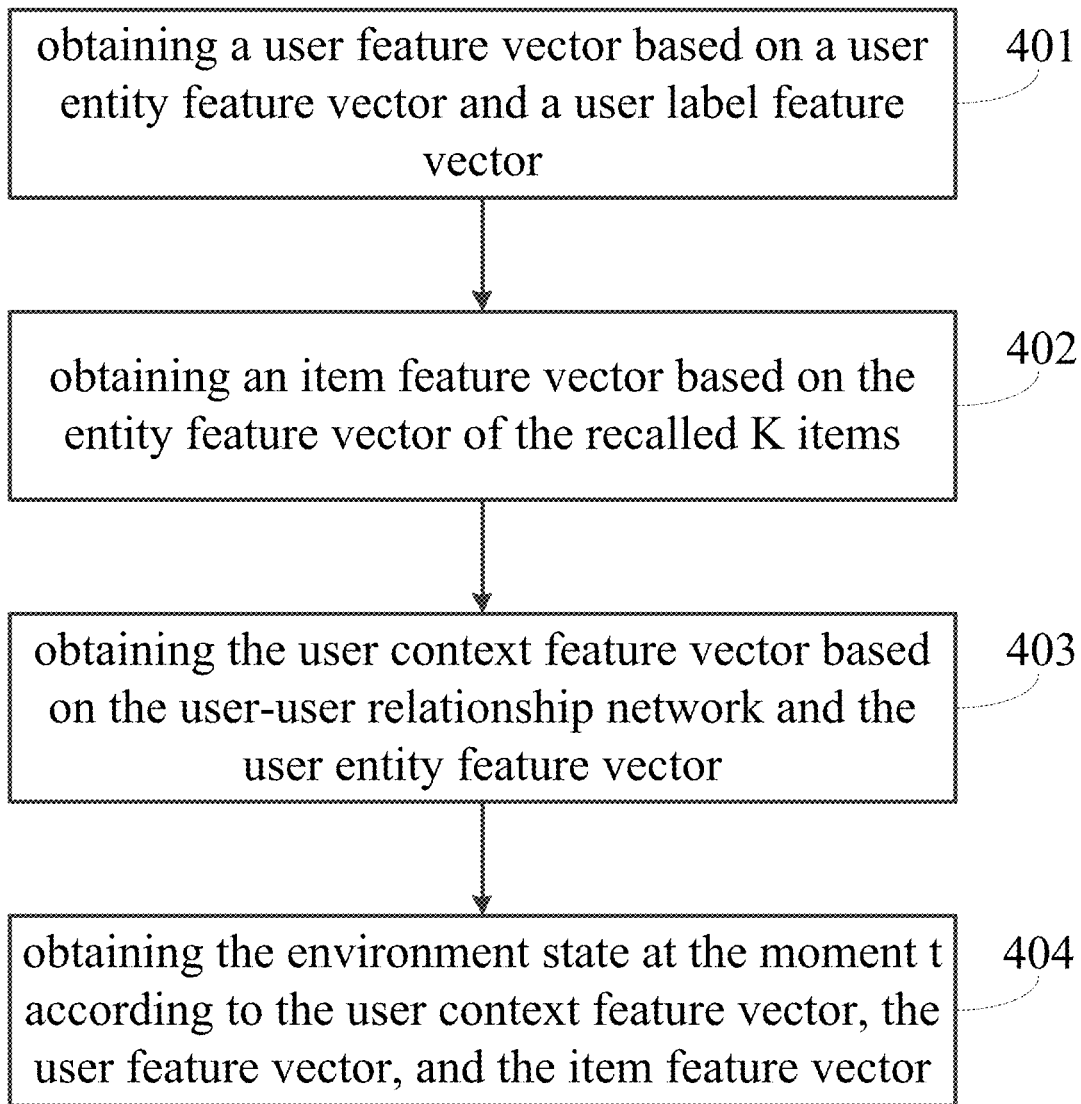 obtaining a user feature vector based on a user
entity feature vector and a user label feature
vector
401
obtaining an item feature vector based on the
entity feature vector of the recalled K items
402
obtaining the user context feature vector based
on the user-user relationship network and the
user entity feature vector
403
obtaining the environment state at the moment t
according to the user context feature vector, the
user feature vector, and the item feature vector
404